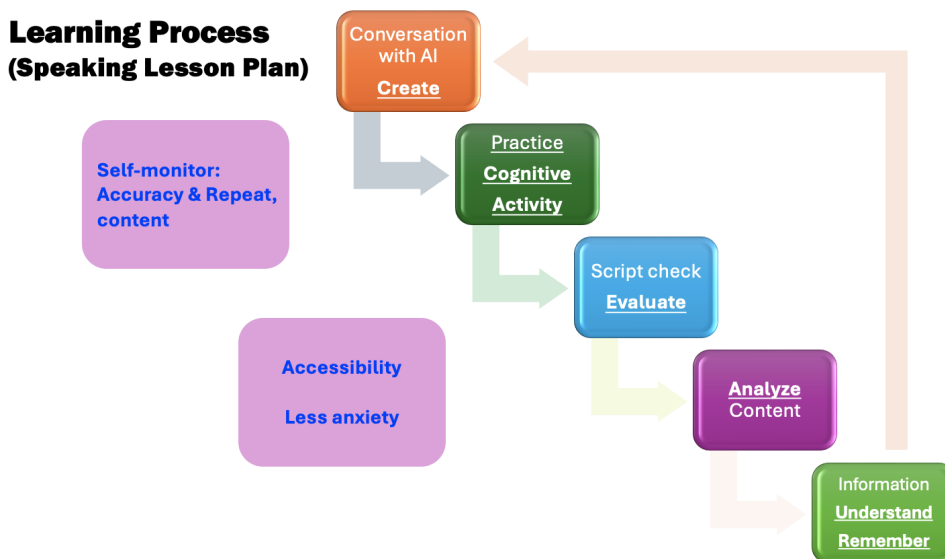 Learning Process
(Speaking Lesson Plan)
Conversation
with AI
Create
Practice
Cognitive
Activity
Self-monitor:
Accuracy & Repeat,
content
Script check
Evaluate
Accessibility
Less anxiety
Analyze
Content
Information
Understand
Remember